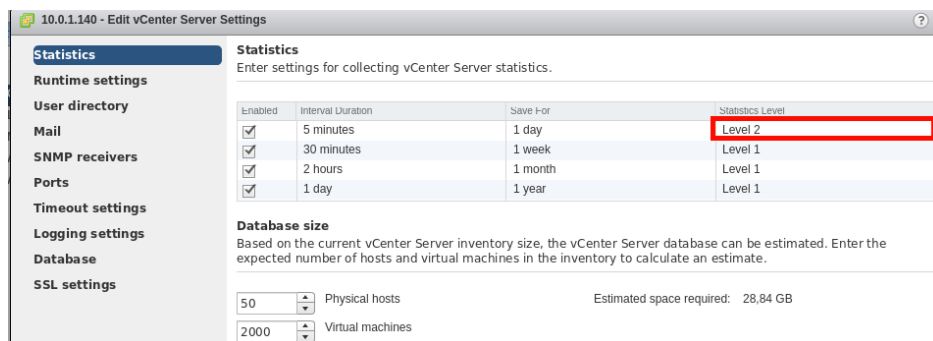 10.0.1.140 - Edit vCenter Server Settings ?
Statistics
Runtime settings
User directory
Mail
SNMP receivers
Ports
Timeout settings
Logging settings
Database
SSL settings
Statistics
Enter settings for collecting vCenter Server statistics.
Enabled Interval Duration Save For Statistics Level
5 minutes 1 day Level 2
30 minutes 1 week Level 1
2 hours 1 month Level 1
1 day 1 year Level 1
Database size
Based on the current vCenter Server inventory size, the vCenter Server database can be estimated. Enter the
expected number of hosts and virtual machines in the inventory to calculate an estimate.
50 Physical hosts Estimated space required: 28,84 GB
2000 Virtual machines